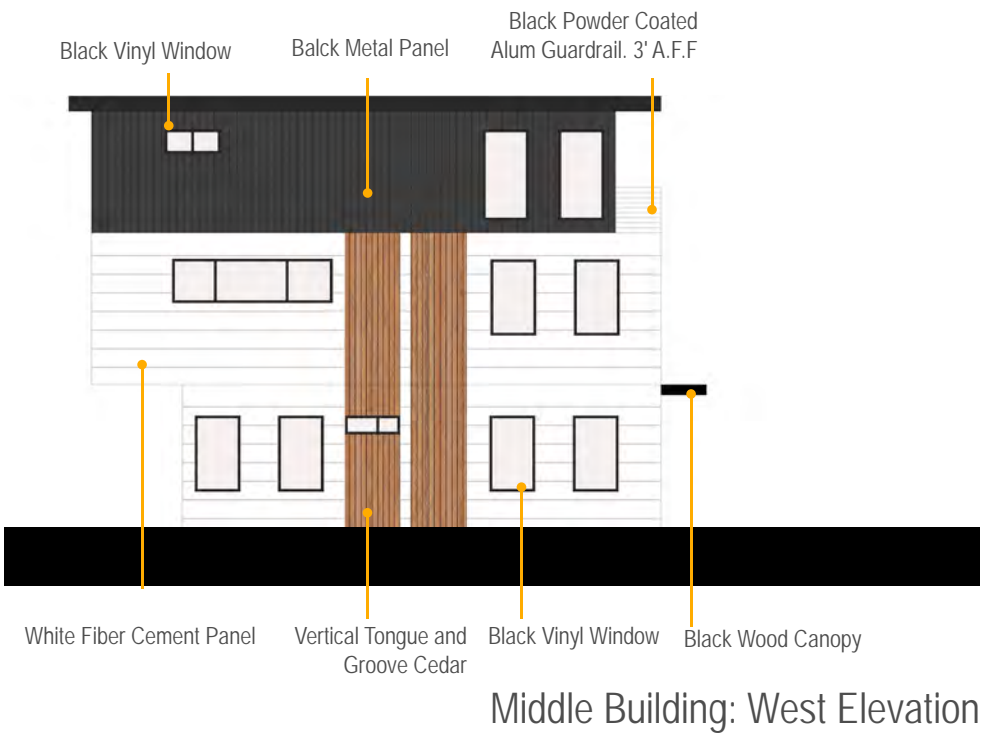 Black Vinyl Window
Balck Metal Panel
Black Powder Coated
Alum Guardrail. 3' A.F.F
White Fiber Cement Panel
Vertical Tongue and
Groove Cedar
Black Vinyl Window
Black Wood Canopy
Middle Building: West Elevation